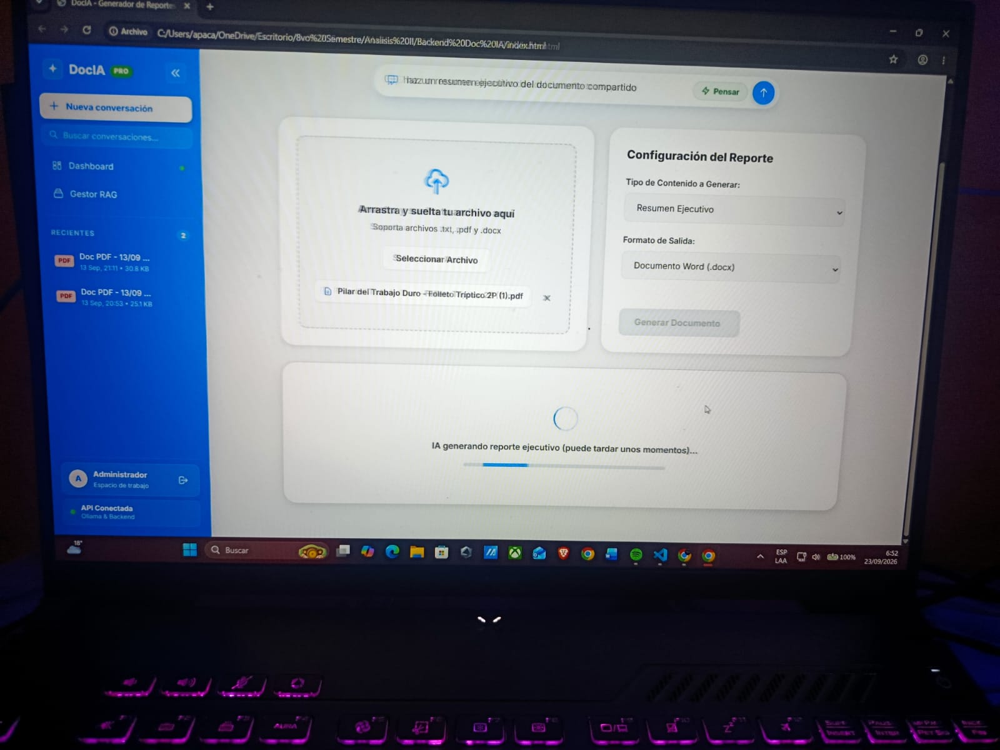 DocIA - Generador de Reporte
Archivo C:/Users/apaca/OneDrive/Escritorio/8vo%20Semestre/Analisis%20II/Backend%20Doc%20IA/index.html
DocIA PRO
Nueva conversación
Buscar conversaciones...
Dashboard
Gestor RAG
RECIENTES 2
PDF Doc PDF - 13/09 ...
13 Sep, 21:11 • 30.8 KB
PDF Doc PDF - 13/09 ...
13 Sep, 20:53 • 25.1 KB
A Administrador
Espacio de trabajo
API Conectada
Ollama & Backend
haz un resumen ejecutivo del documento compartido
Pensar
Arrastra y suelta tu archivo aquí
Soporta archivos .txt, .pdf y .docx
Seleccionar Archivo
Pilar del Trabajo Duro - Folleto Tríptico 2P (1).pdf
Configuración del Reporte
Tipo de Contenido a Generar:
Resumen Ejecutivo
Formato de Salida:
Documento Word (.docx)
Generar Documento
IA generando reporte ejecutivo (puede tardar unos momentos)...
18°
Buscar
ESP
LAA
100%
6:52
23/09/2026
AURA